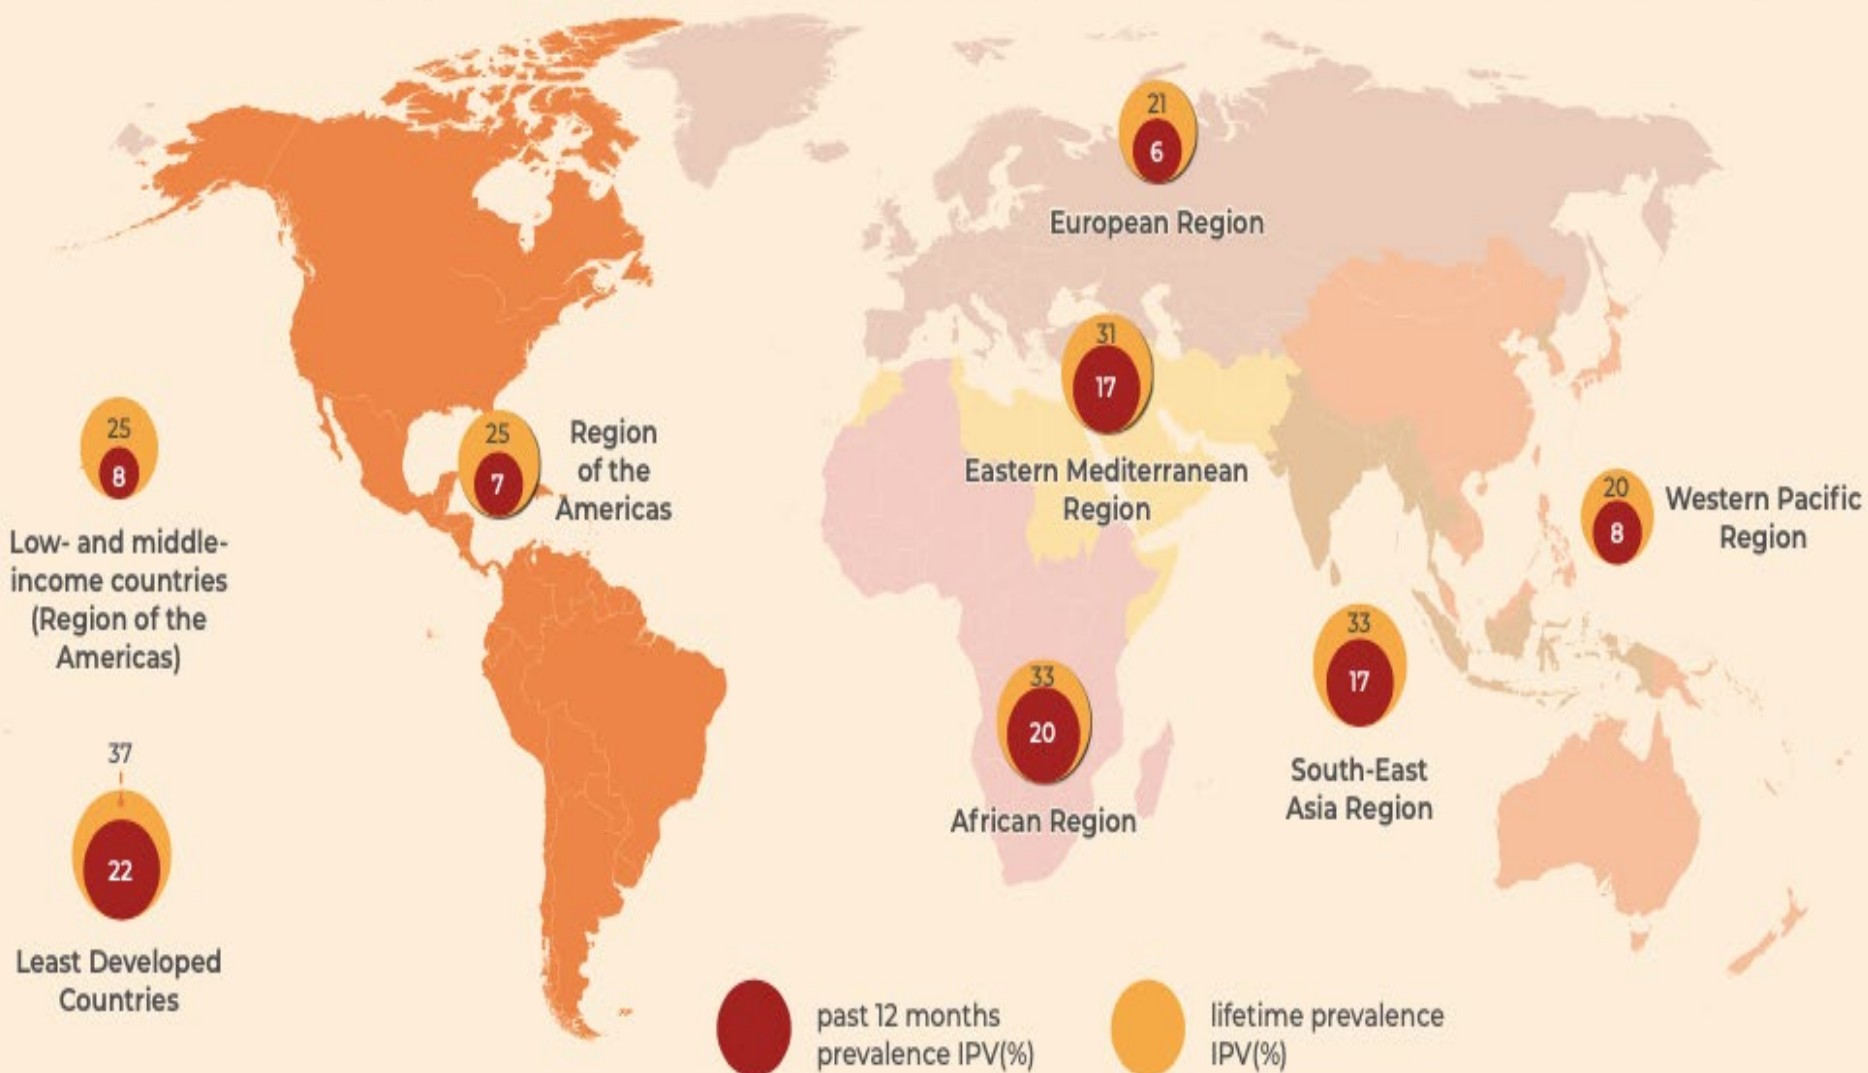 21
6
European Region
31
17
Eastern Mediterranean
Region
25
8
Low- and middle-
income countries
(Region of the
Americas)
25
7
Region
of the
Americas
20
8
Western Pacific
Region
33
17
South-East
Asia Region
33
20
African Region
37
22
Least Developed
Countries
past 12 months
prevalence IPV(%)
lifetime prevalence
IPV(%)